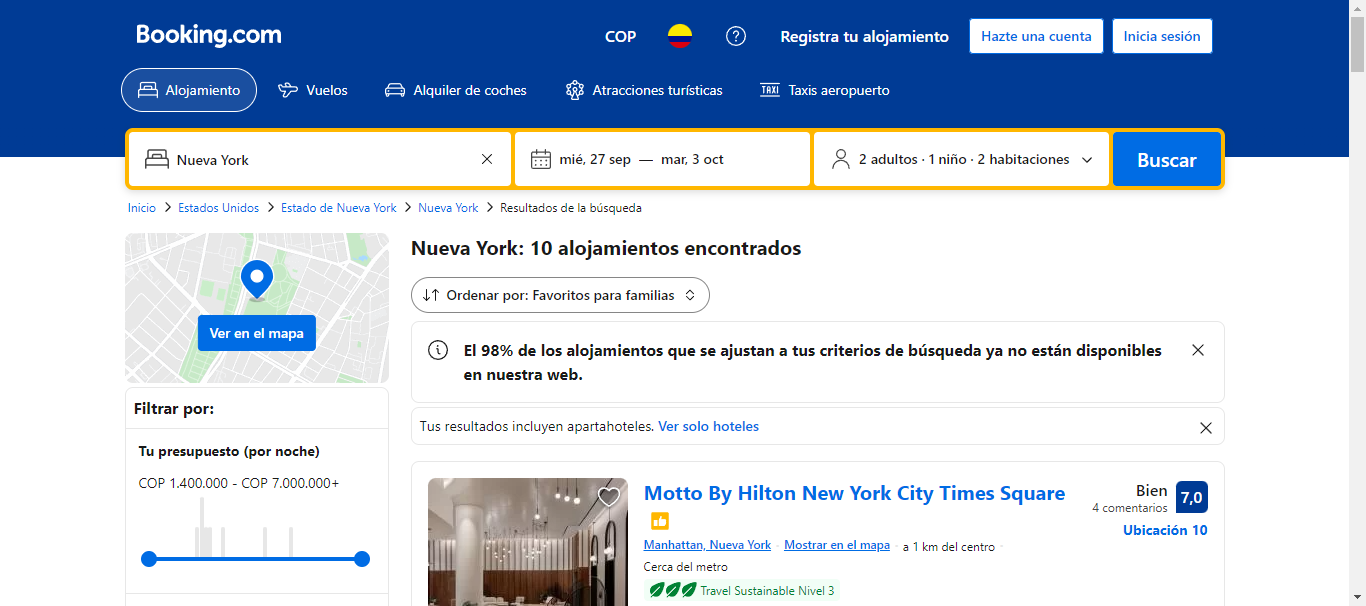 Booking.com
COP
Registra tu alojamiento
Hazte una cuenta
Inicia sesión
Alojamiento
Vuelos
Alquiler de coches
Atracciones turísticas
TAXI Taxis aeropuerto
Nueva York
mié, 27 sep — mar, 3 oct
2 adultos · 1 niño · 2 habitaciones
Buscar
Inicio > Estados Unidos > Estado de Nueva York > Nueva York > Resultados de la búsqueda
Ver en el mapa
Filtrar por:
Tu presupuesto (por noche)
COP 1.400.000 - COP 7.000.000+
Nueva York: 10 alojamientos encontrados
Ordenar por: Favoritos para familias
El 98% de los alojamientos que se ajustan a tus criterios de búsqueda ya no están disponibles
en nuestra web.
Tus resultados incluyen apartahoteles. Ver solo hoteles
Motto By Hilton New York City Times Square
Bien
4 comentarios
7,0
Ubicación 10
Manhattan, Nueva York · Mostrar en el mapa · a 1 km del centro ·
Cerca del metro
Travel Sustainable Nivel 3